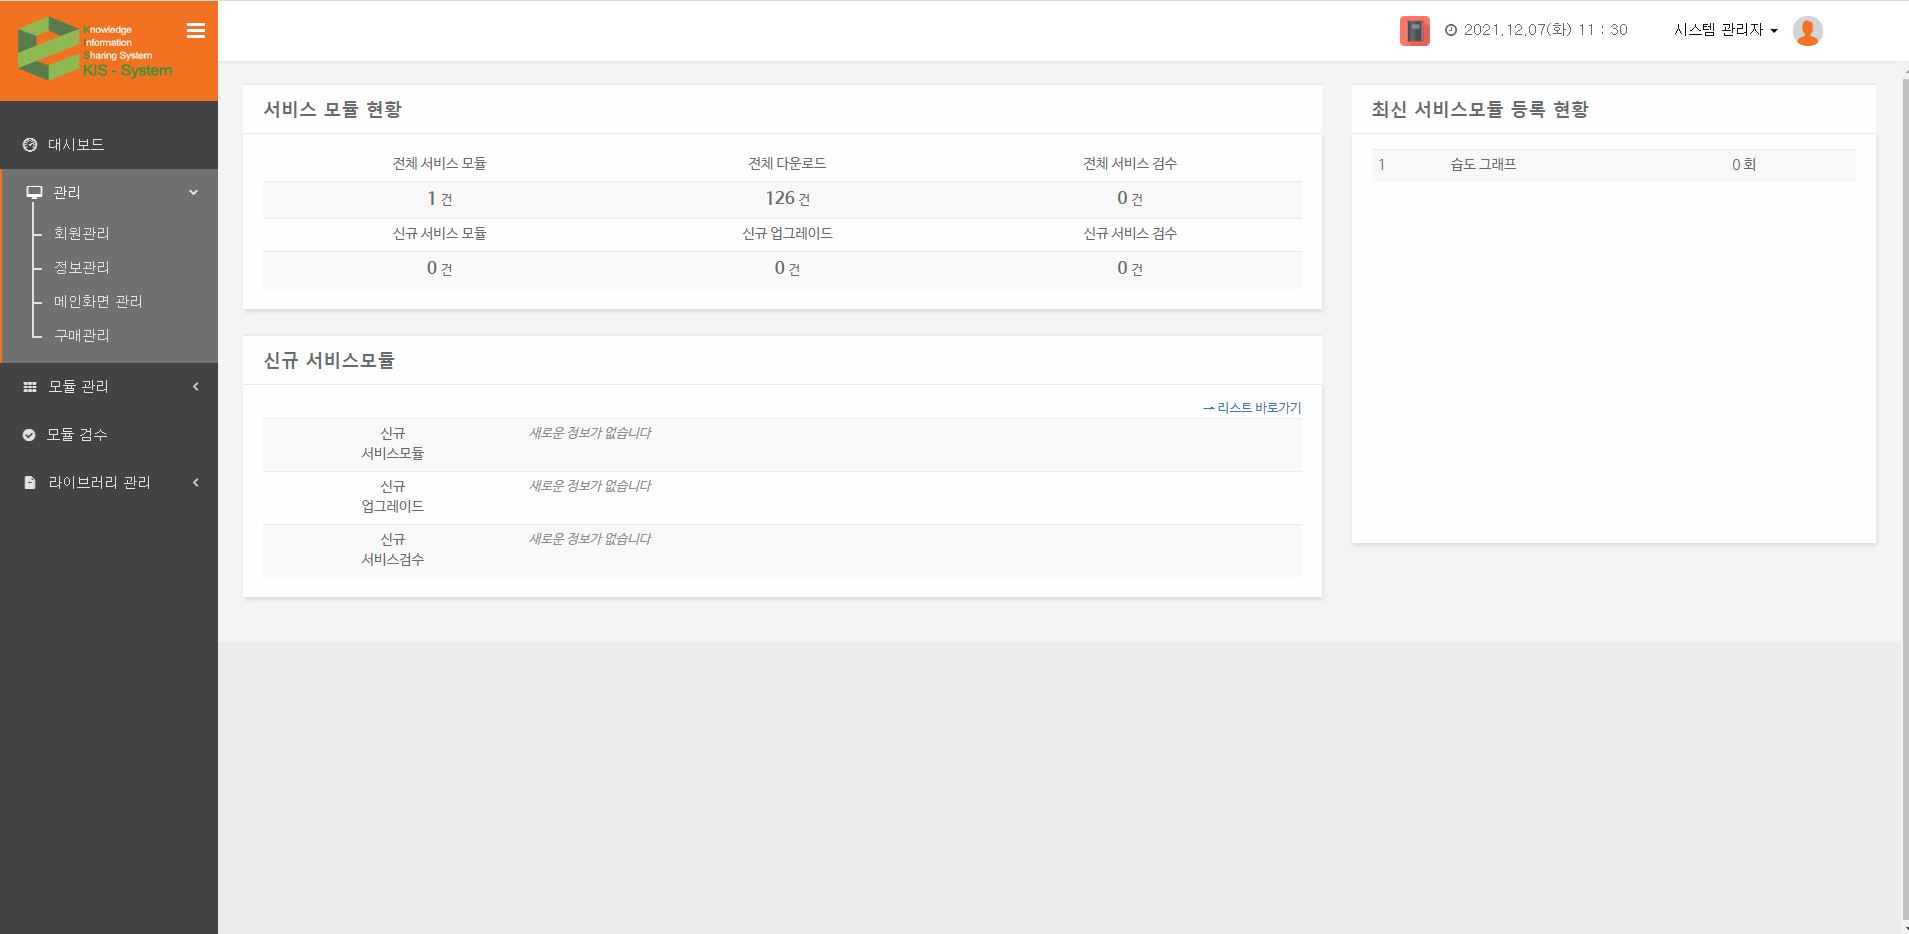 Knowledge
Information
Sharing System
KIS - System
2021.12.07(화) 11 : 30
시스템 관리자
대시보드
관리
회원관리
정보관리
메인화면 관리
구매관리
모듈 관리
모듈 검수
라이브러리 관리
서비스 모듈 현황
전체 서비스 모듈 전체 다운로드 전체 서비스 검수
1 건 126 건 0 건
신규 서비스 모듈 신규 업그레이드 신규 서비스 검수
0 건 0 건 0 건
신규 서비스모듈
리스트 바로가기
신규 새로운 정보가 없습니다
서비스모듈
신규 새로운 정보가 없습니다
업그레이드
신규 새로운 정보가 없습니다
서비스검수
최신 서비스모듈 등록 현황
1 습도 그래프 0 회